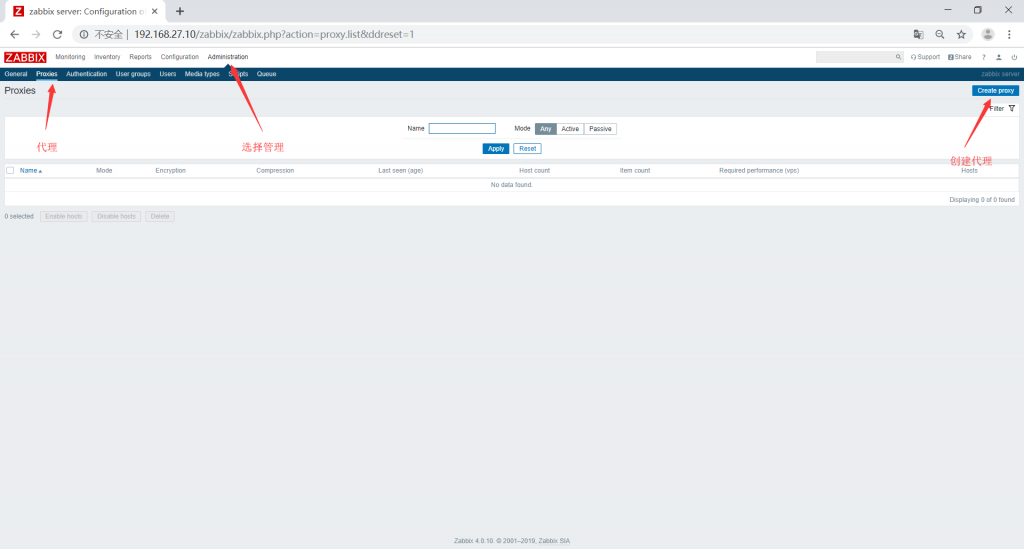 zabbix server: Configuration o
不安全 | 192.168.27.10/zabbix/zabbix.php?action=proxy.list&ddreset=1
ZABBIX Monitoring Inventory Reports Configuration Administration Support Share ?
General Proxies Authentication User groups Users Media types Scripts Queue zabbix server
Proxies Create proxy
Filter
Name Mode Any Active Passive
代理 选择管理 创建代理
Apply Reset
Name Mode Encryption Compression Last seen (age) Host count Item count Required performance (vps) Hosts
No data found.
Displaying 0 of 0 found
0 selected Enable hosts Disable hosts Delete
Zabbix 4.0.10. © 2001–2019, Zabbix SIA